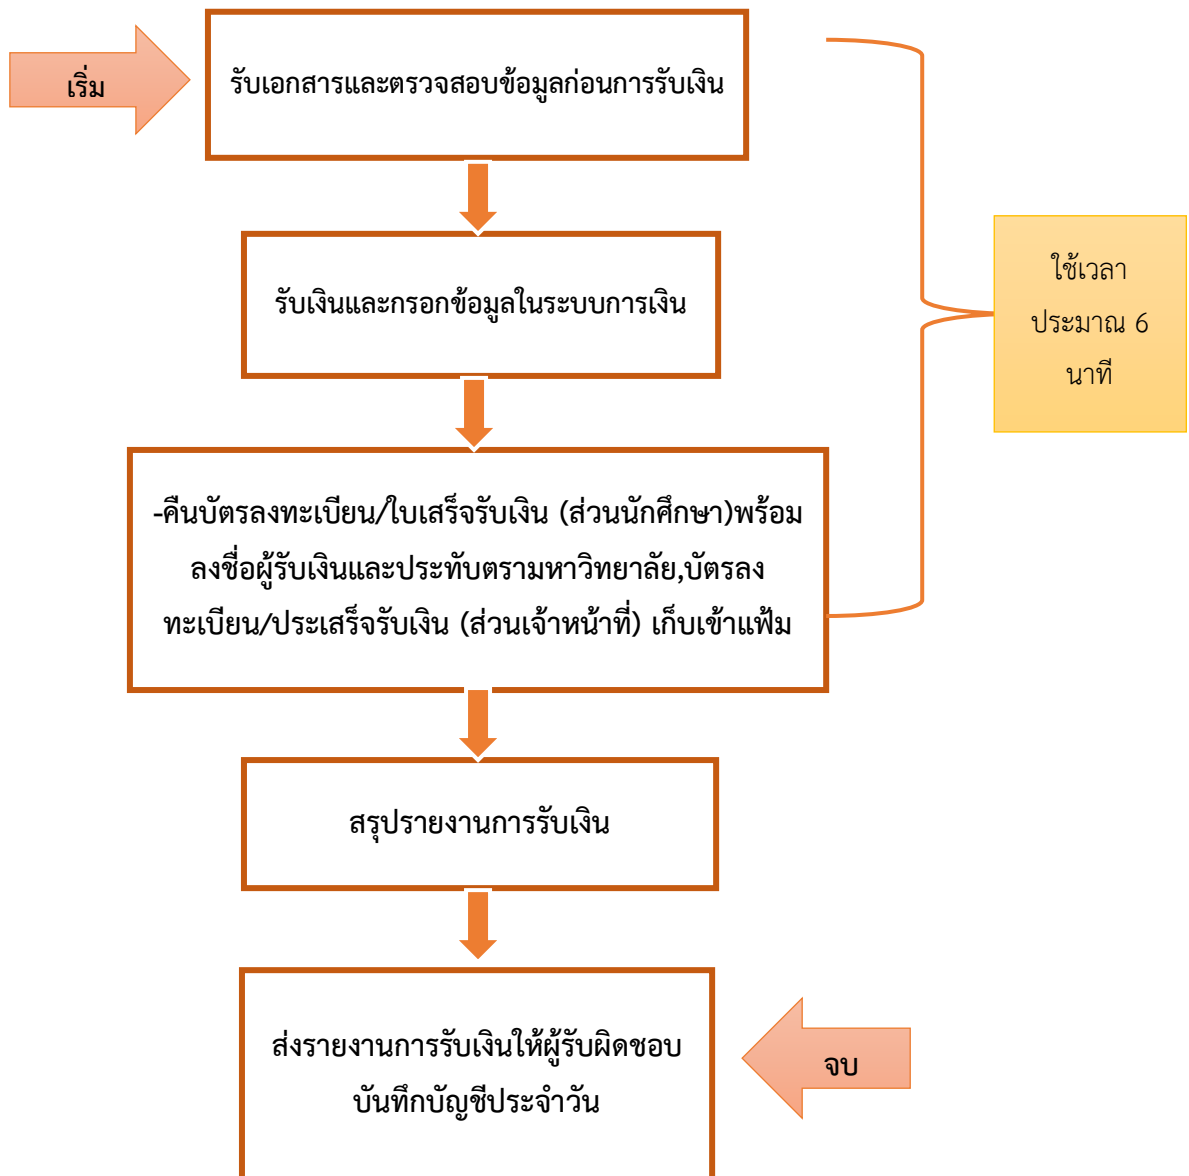 เริ่ม
รับเอกสารและตรวจสอบข้อมูลก่อนการรับเงิน
รับเงินและกรอกข้อมูลในระบบการเงิน
ใช้เวลา
ประมาณ 6
นาที
-คืนบัตรลงทะเบียน/ใบเสร็จรับเงิน (ส่วนนักศึกษา)พร้อม
ลงชื่อผู้รับเงินและประทับตรามหาวิทยาลัย,บัตรลง
ทะเบียน/ประเสร็จรับเงิน (ส่วนเจ้าหน้าที่) เก็บเข้าแฟ้ม
สรุปรายงานการรับเงิน
ส่งรายงานการรับเงินให้ผู้รับผิดชอบ
บันทึกบัญชีประจำวัน
จบ